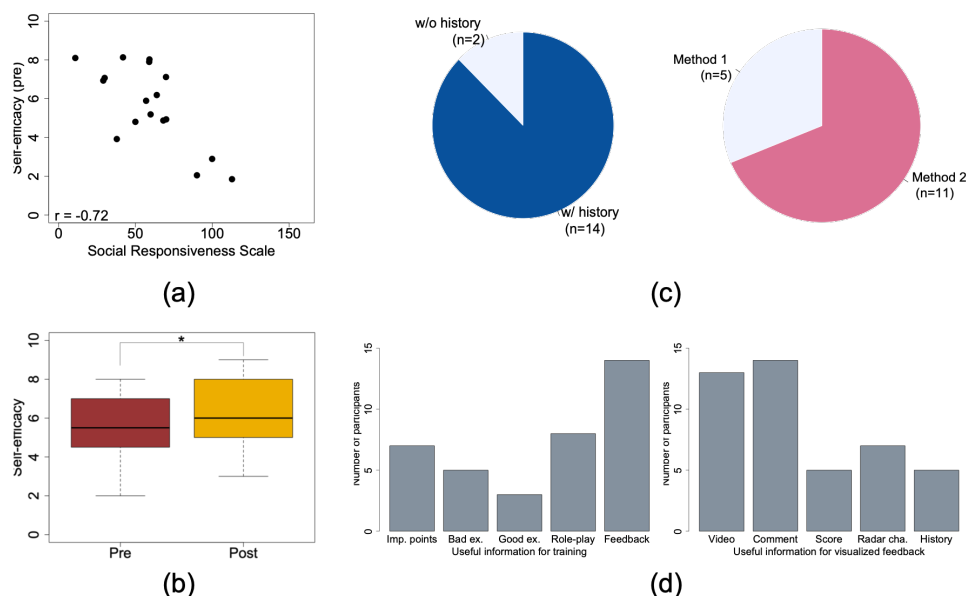 10
8
6
4
2
0
Self-efficacy (pre)
r = -0.72
0
50
100
150
Social Responsiveness Scale
(a)
w/o history
(n=2)
w/ history
(n=14)
Method 1
(n=5)
Method 2
(n=11)
(c)
10
8
6
4
2
0
Self-efficacy
*
Pre
Post
(b)
15
10
5
0
Number of participants
Imp. points
Bad ex.
Good ex.
Role-play
Feedback
Useful information for training
15
10
5
0
Number of participants
Video
Comment
Score
Radar cha.
History
Useful information for visualized feedback
(d)